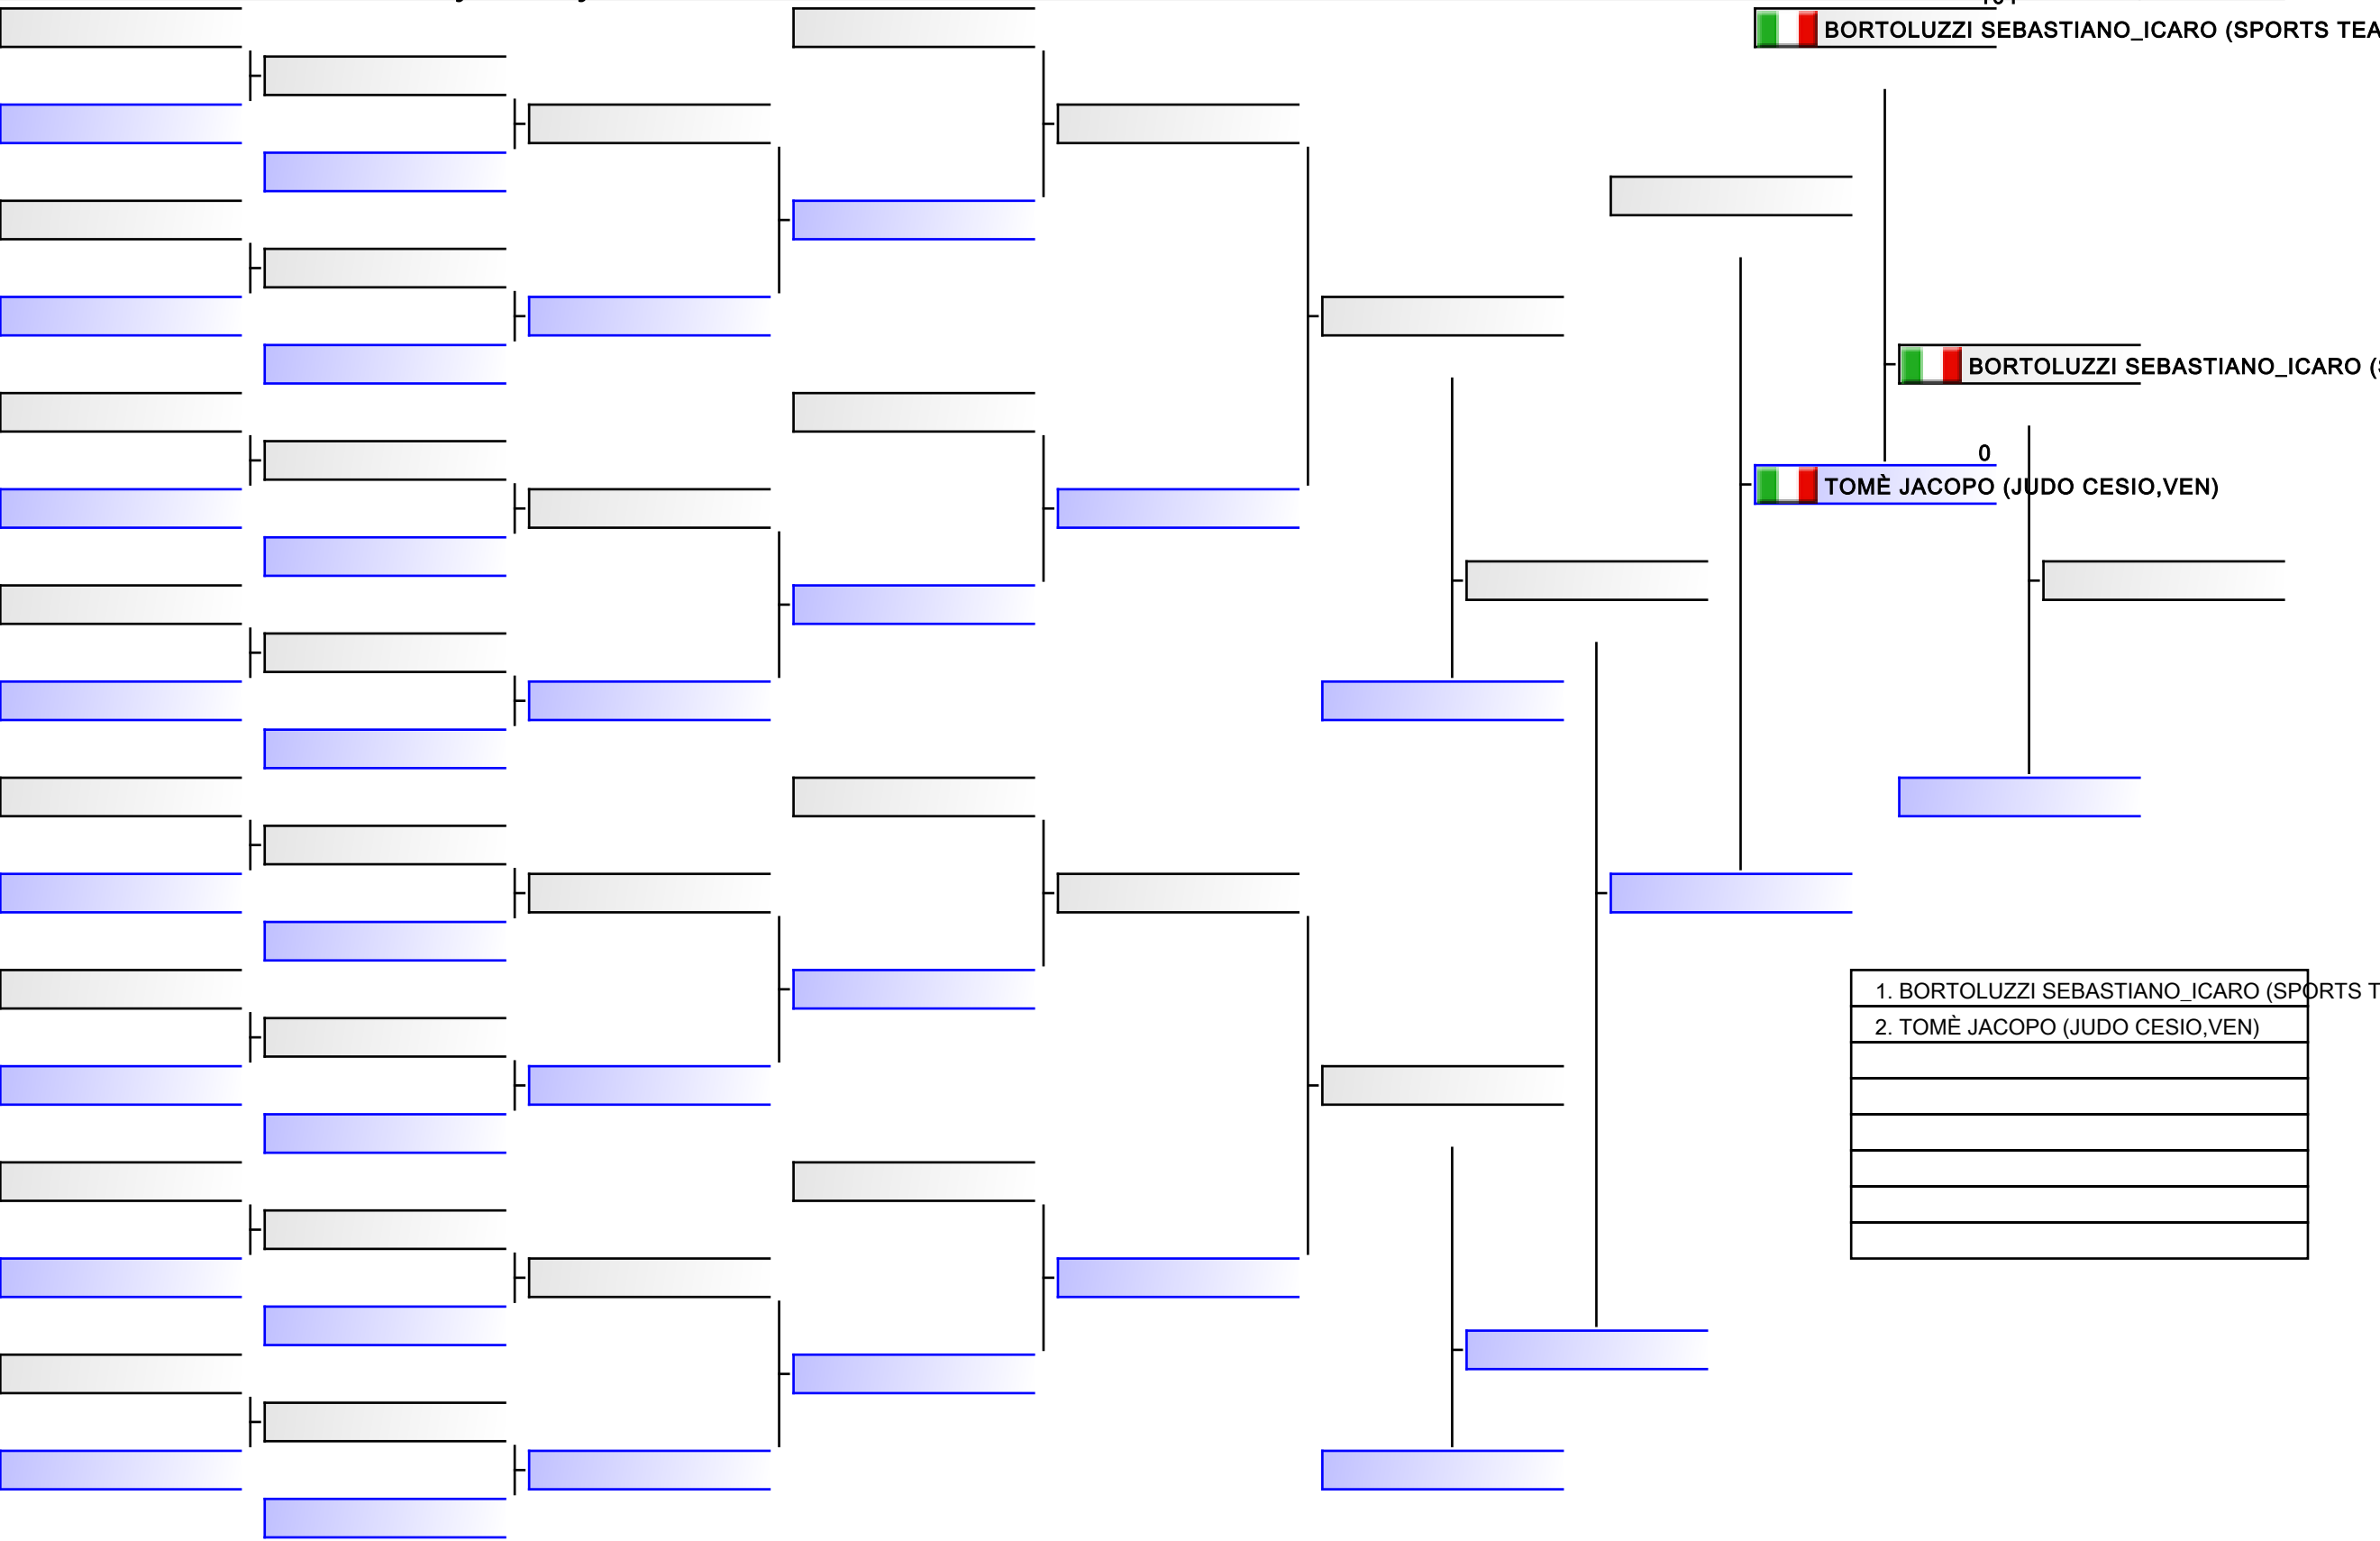 BORTOLUZZI SEBASTIANO_ICARO (SPORTS TEA
BORTOLUZZI SEBASTIANO_ICARO (
0
TOMÈ JACOPO (JUDO CESIO,VEN)
1. BORTOLUZZI SEBASTIANO_ICARO (SPORTS T
2. TOMÈ JACOPO (JUDO CESIO,VEN)